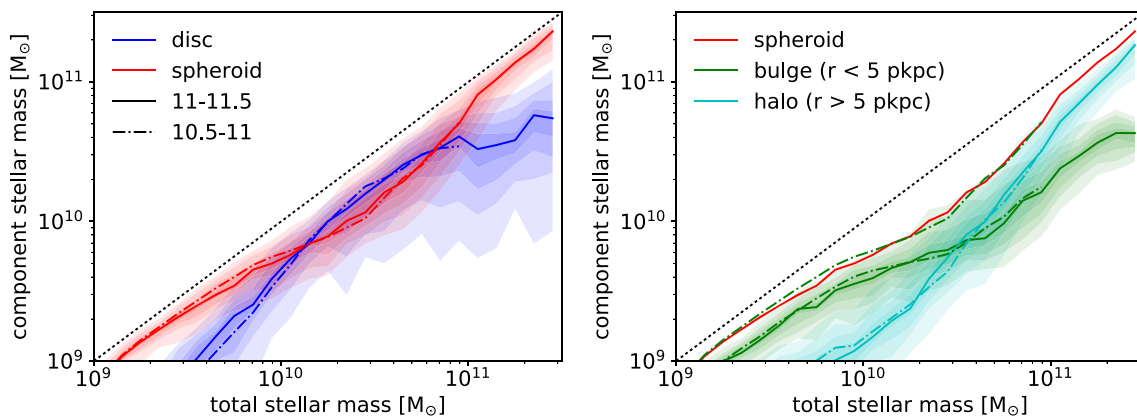 disc
spheroid
11-11.5
10.5-11
component stellar mass [M⊙]
10¹¹
10¹⁰
10⁹
10⁹
10¹⁰
10¹¹
total stellar mass [M⊙]
spheroid
bulge (r < 5 pkpc)
halo (r > 5 pkpc)
component stellar mass [M⊙]
10¹¹
10¹⁰
10⁹
10⁹
10¹⁰
10¹¹
total stellar mass [M⊙]